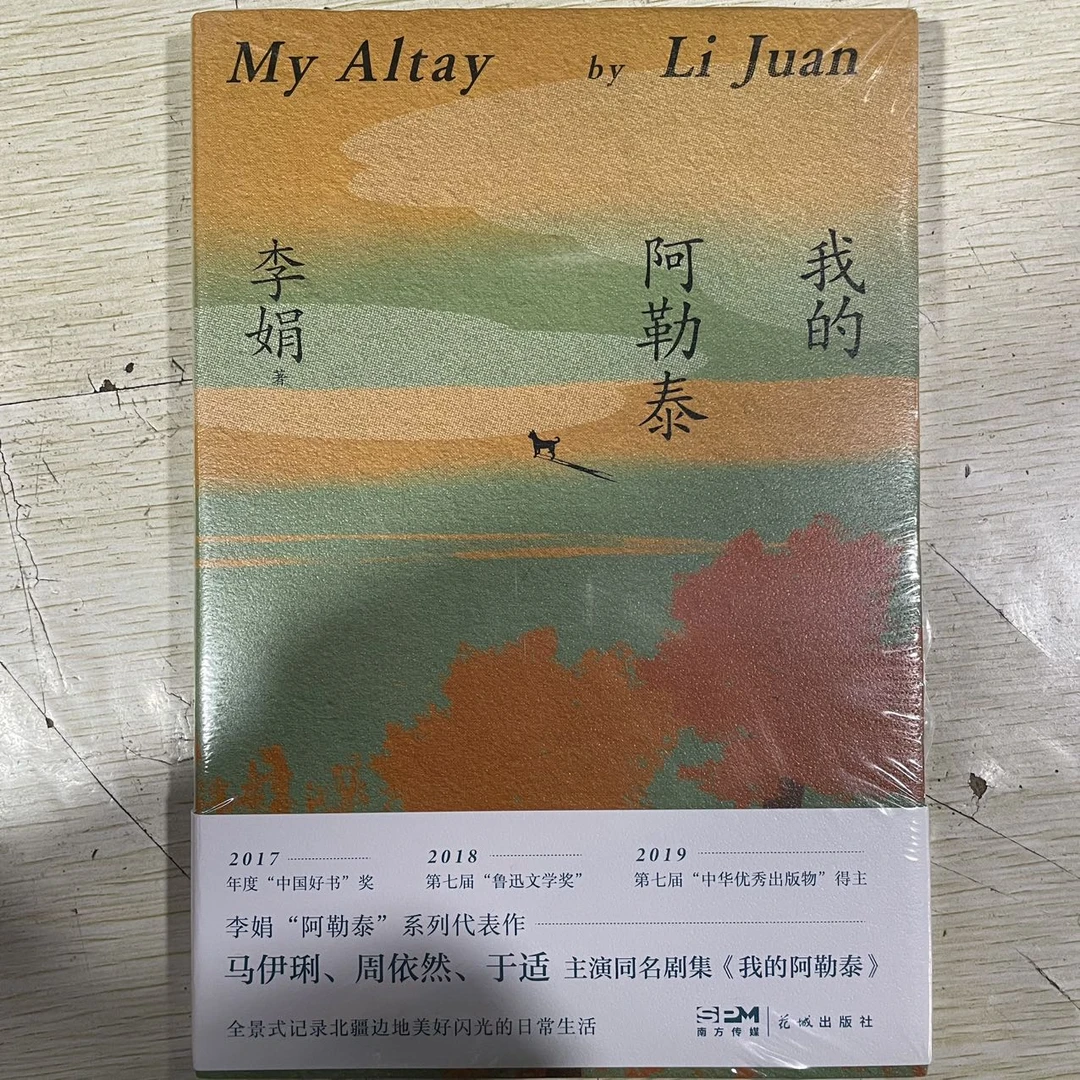 My Altay by Li Juan
我的
阿勒泰
李娟
著
2017
年度“中国好书”奖
2018
第七届“鲁迅文学奖”
2019
第七届“中华优秀出版物”得主
李娟“阿勒泰”系列代表作
马伊琍、周依然、于适 主演同名剧集《我的阿勒泰》
全景式记录北疆边地美好闪光的日常生活
SPM
南方传媒
花城出版社